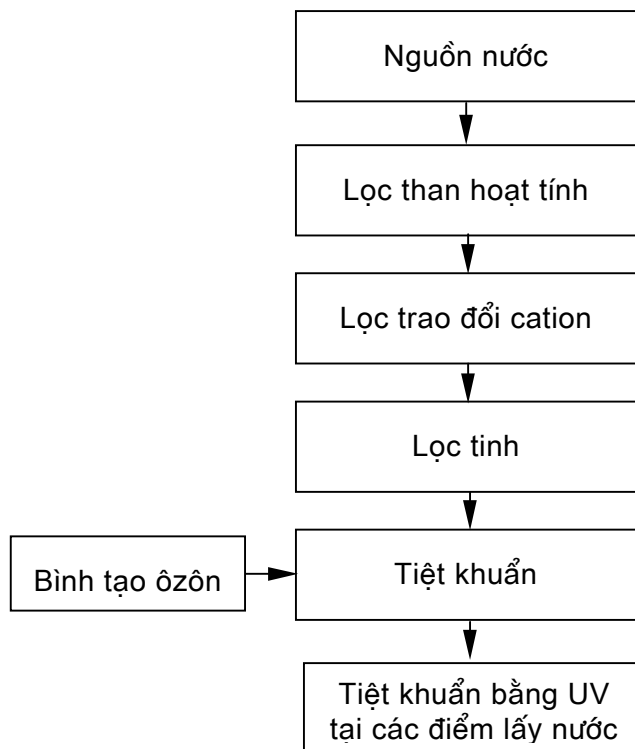 Nguồn nước
Lọc than hoạt tính
Lọc trao đổi cation
Lọc tinh
Bình tạo ôzôn
Tiệt khuẩn
Tiệt khuẩn bằng UV
tại các điểm lấy nước